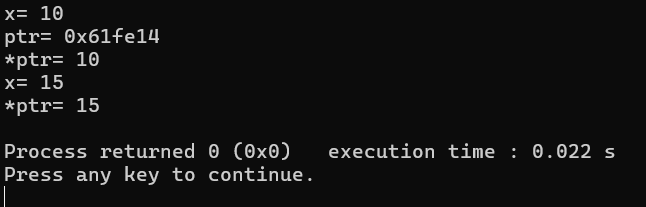 x= 10
ptr= 0x61fe14
*ptr= 10
x= 15
*ptr= 15
Process returned 0 (0x0)   execution time : 0.022 s
Press any key to continue.